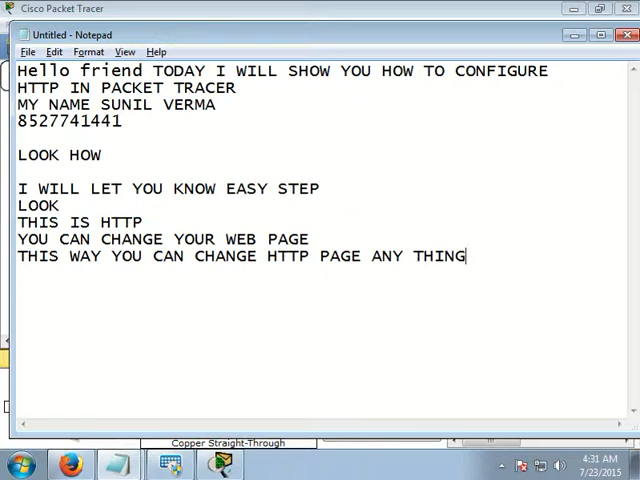 Cisco Packet Tracer
Untitled - Notepad
File Edit Format View Help
Hello friend TODAY I WILL SHOW YOU HOW TO CONFIGURE
HTTP IN PACKET TRACER
MY NAME SUNIL VERMA
8527741441
LOOK HOW
I WILL LET YOU KNOW EASY STEP
LOOK
THIS IS HTTP
YOU CAN CHANGE YOUR WEB PAGE
THIS WAY YOU CAN CHANGE HTTP PAGE ANY THING
Copper Straight-Through
4:31 AM
7/23/2015